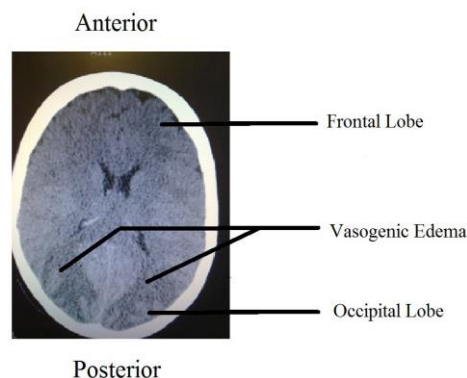 Anterior
Frontal Lobe
Vasogenic Edema
Occipital Lobe
Posterior